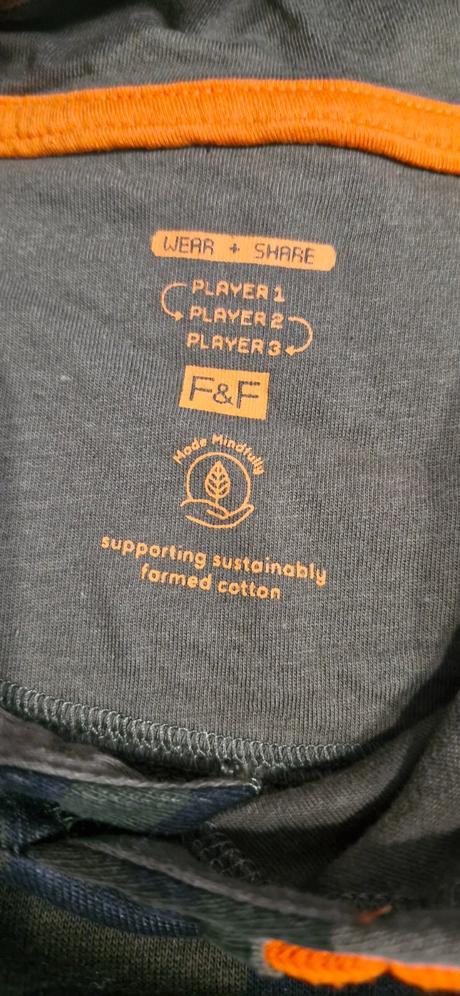 WEAR + SHARE
PLAYER 1
PLAYER 2
PLAYER 3
F&F
Made Mindfully
supporting sustainably
farmed cotton